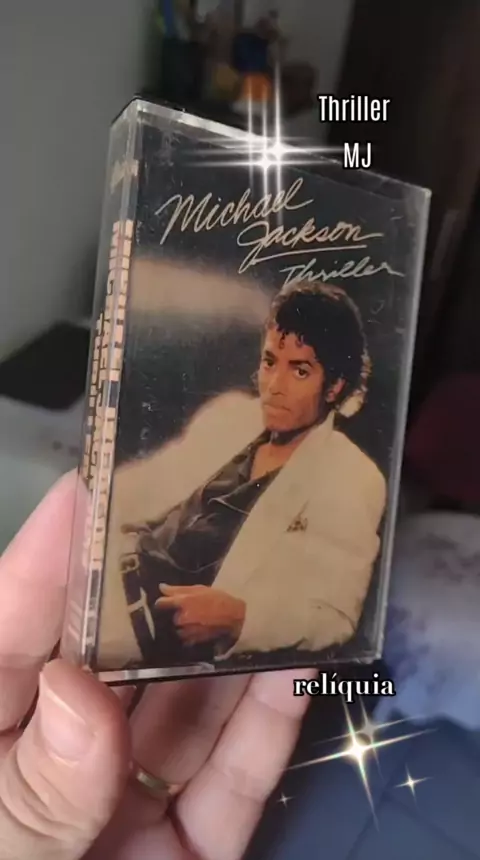 Thriller
MJ
Michael
Jackson
Thriller
relíquia